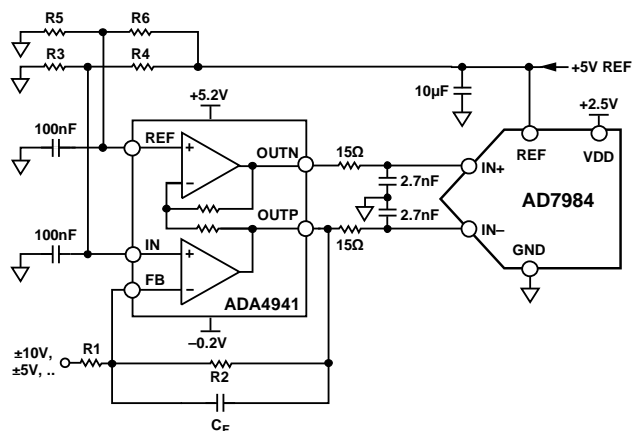 R5
R6
R3
R4
+5V REF
10µF
+5.2V
+2.5V
100nF
REF
OUTN
15Ω
REF
VDD
IN+
2.7nF
AD7984
2.7nF
OUTP
100nF
IN
15Ω
IN–
FB
GND
ADA4941
–0.2V
±10V,
±5V, ..
R1
R2
CF